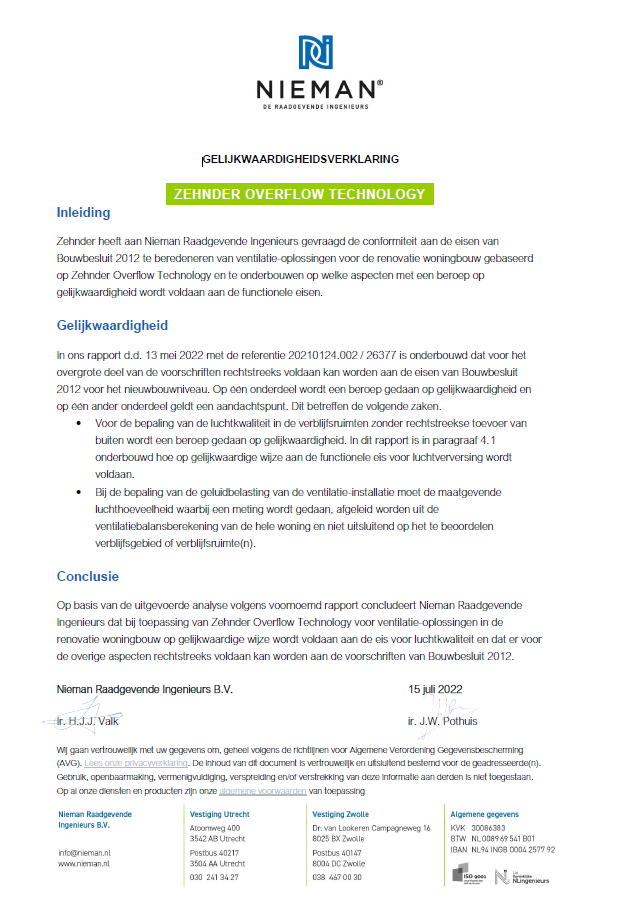 NIEMAN®
DE RAADGEVENDE INGENIEURS
GELIJKWAARDIGHEIDSVERKLARING
ZEHNDER OVERFLOW TECHNOLOGY
Inleiding
Zehnder heeft aan Nieman Raadgevende Ingenieurs gevraagd de conformiteit aan de eisen van
Bouwbesluit 2012 te beredeneren van ventilatie-oplossingen voor de renovatie woningbouw gebaseerd
op Zehnder Overflow Technology en te onderbouwen op welke aspecten met een beroep op
gelijkwaardigheid wordt voldaan aan de functionele eisen.
Gelijkwaardigheid
In ons rapport d.d. 13 mei 2022 met de referentie 20210124.002 / 26377 is onderbouwd dat voor het
overgrote deel van de voorschriften rechtstreeks voldaan kan worden aan de eisen van Bouwbesluit
2012 voor het nieuwbouwniveau. Op één onderdeel wordt een beroep gedaan op gelijkwaardigheid en
op één ander onderdeel geldt een aandachtspunt. Dit betreffen de volgende zaken.
• Voor de bepaling van de luchtkwaliteit in de verblijfsruimten zonder rechtstreekse toevoer van
buiten wordt een beroep gedaan op gelijkwaardigheid. In dit rapport is in paragraaf 4.1
onderbouwd hoe op gelijkwaardige wijze aan de functionele eis voor luchtverversing wordt
voldaan.
• Bij de bepaling van de geluidbelasting van de ventilatie-installatie moet de maatgevende
luchthoeveelheid waarbij een meting wordt gedaan, afgeleid worden uit de
ventilatiebalansberekening van de hele woning en niet uitsluitend op het te beoordelen
verblijfsgebied of verblijfsruimte(n).
Conclusie
Op basis van de uitgevoerde analyse volgens voornoemd rapport concludeert Nieman Raadgevende
Ingenieurs dat bij toepassing van Zehnder Overflow Technology voor ventilatie-oplossingen in de
renovatie woningbouw op gelijkwaardige wijze wordt voldaan aan de eis voor luchtkwaliteit en dat er voor
de overige aspecten rechtstreeks voldaan kan worden aan de voorschriften van Bouwbesluit 2012.
Nieman Raadgevende Ingenieurs B.V. 15 juli 2022
ir. H.J.J. Valk ir. J.W. Pothuis
Wij gaan vertrouwelijk met uw gegevens om, geheel volgens de richtlijnen voor Algemene Verordening Gegevensbescherming
(AVG). Lees onze privacyverklaring. De inhoud van dit document is vertrouwelijk en uitsluitend bestemd voor de geadresseerde(n).
Gebruik, openbaarmaking, vermenigvuldiging, verspreiding en/of verstrekking van deze informatie aan derden is niet toegestaan.
Op al onze diensten en producten zijn onze algemene voorwaarden van toepassing
Nieman Raadgevende
Ingenieurs B.V.
info@nieman.nl
www.nieman.nl
Vestiging Utrecht
Atoomweg 400
3542 AB Utrecht
Postbus 40217
3504 AA Utrecht
030 241 34 27
Vestiging Zwolle
Dr. van Lookeren Campagneweg 16
8025 BX Zwolle
Postbus 40147
8004 DC Zwolle
038 467 00 30
Algemene gegevens
KVK 30086383
BTW NL0089 69 541 B01
IBAN NL94 INGB 0004 2577 92
ISO 9001
NLingenieurs